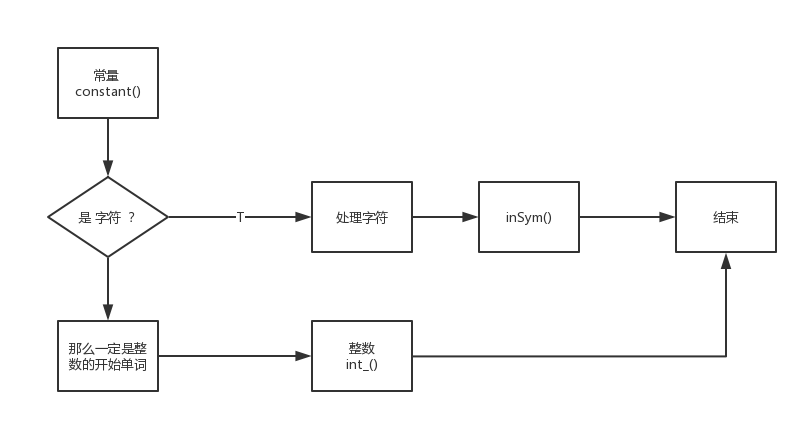 常量
constant()
是 字符 ？
T
处理字符
inSym()
结束
那么一定是整
数的开始单词
整数
int_()